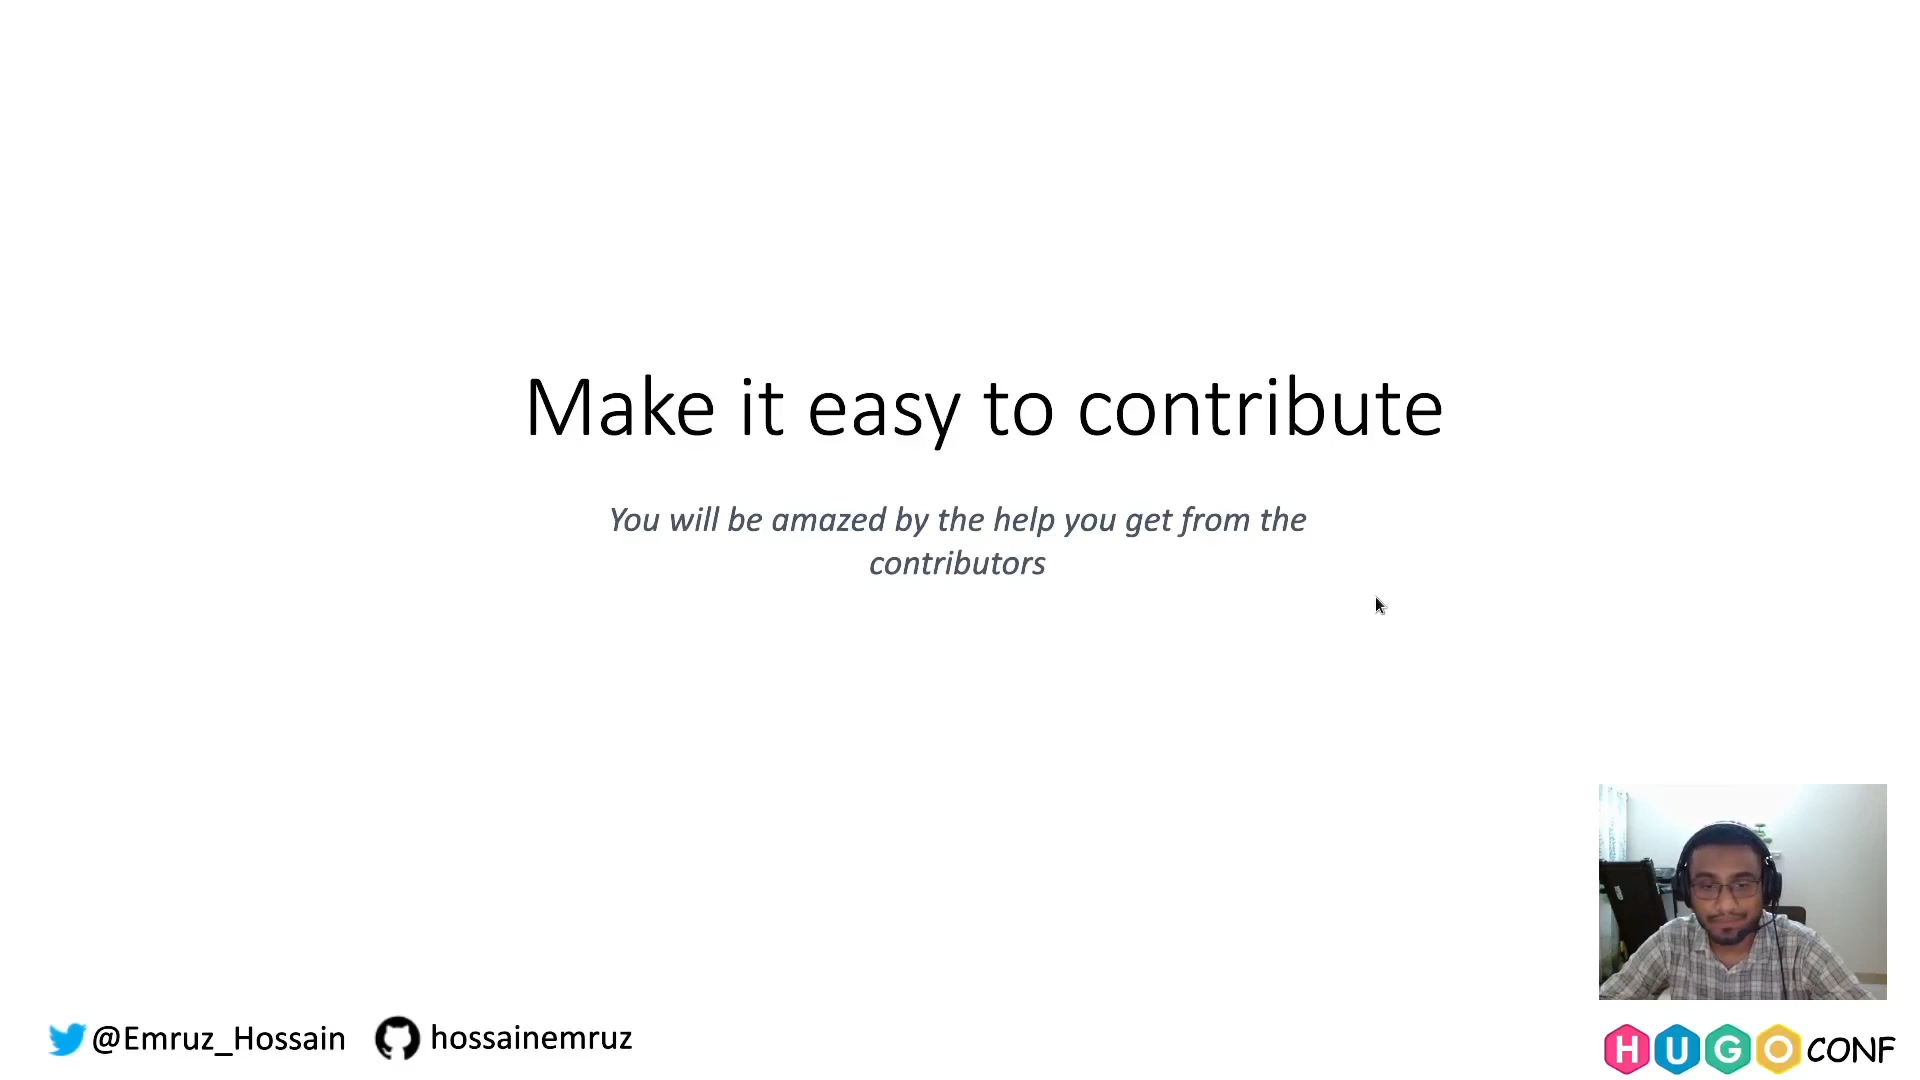 Make it easy to contribute
You will be amazed by the help you get from the
contributors
@Emruz_Hossain hossainemruz
HUGO CONF